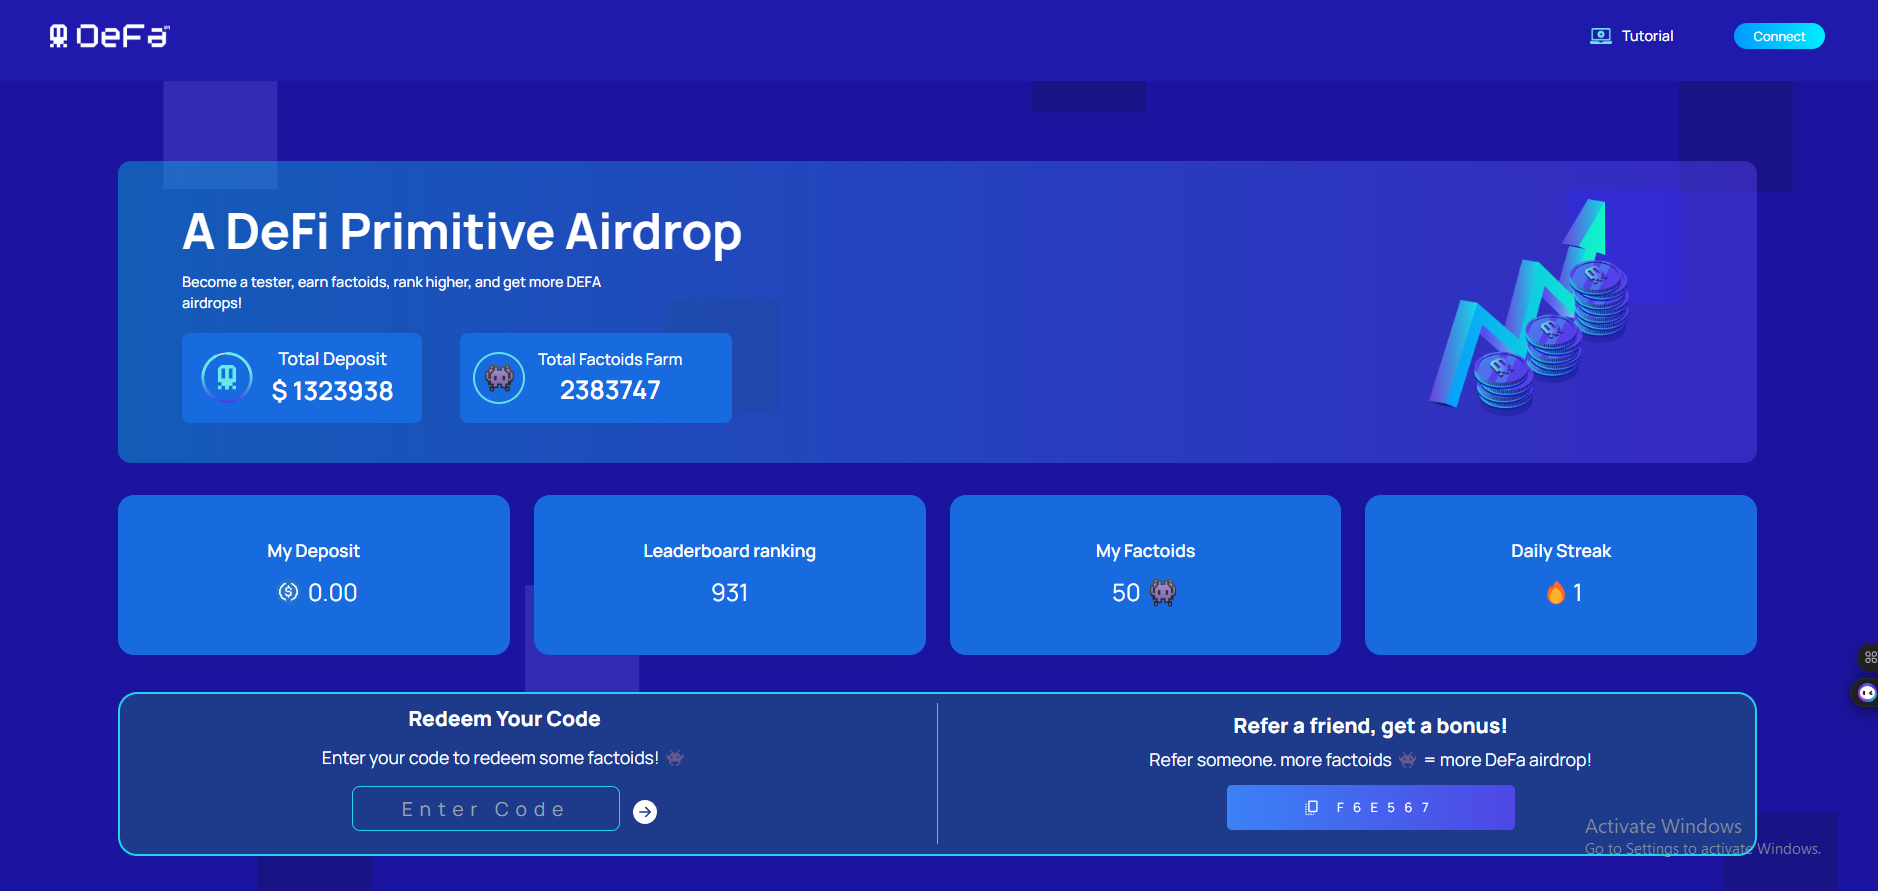 DeFa
Tutorial
Connect
A DeFi Primitive Airdrop
Become a tester, earn factoids, rank higher, and get more DEFA
airdrops!
Total Deposit
$ 1323938
Total Factoids Farm
2383747
My Deposit
0.00
Leaderboard ranking
931
My Factoids
50
Daily Streak
1
Redeem Your Code
Enter your code to redeem some factoids!
Enter Code
Refer a friend, get a bonus!
Refer someone. more factoids = more DeFa airdrop!
F6E567
Activate Windows
Go to Settings to activate Windows.